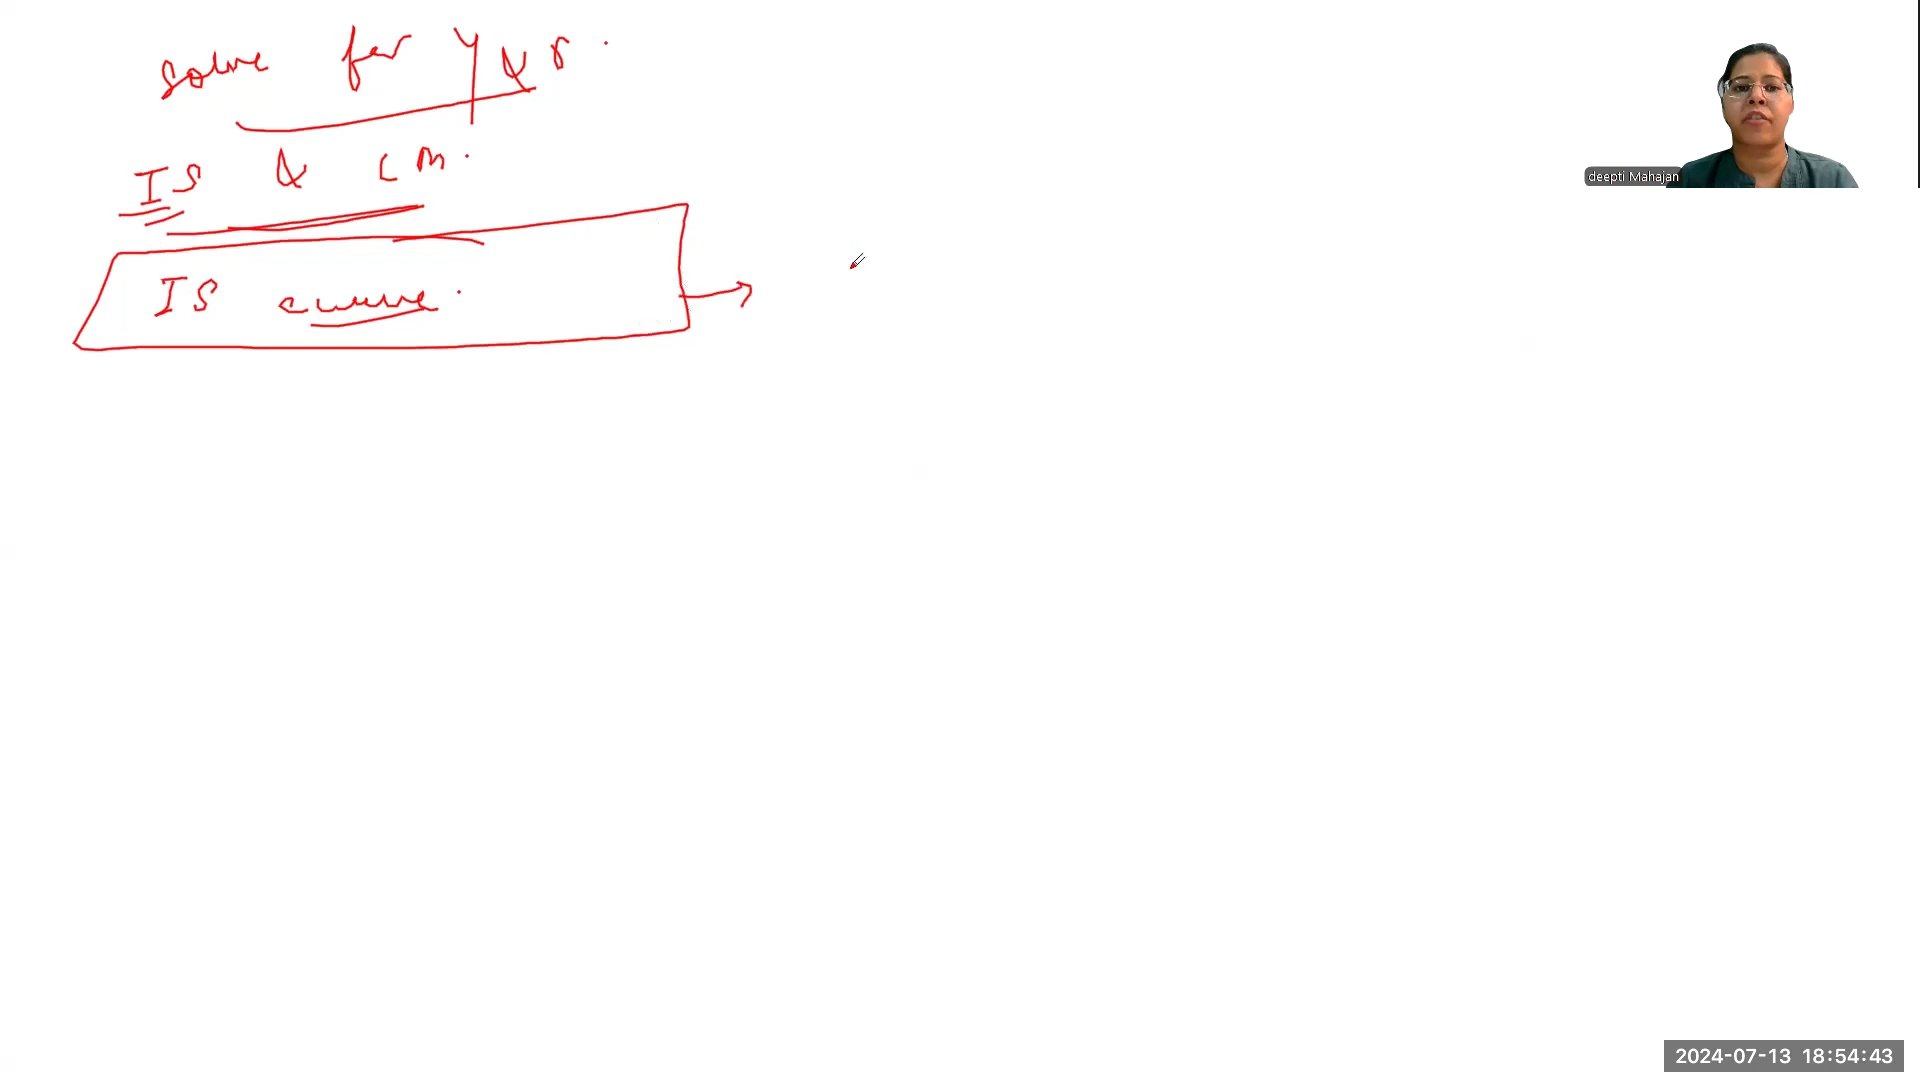 Solve for Y & r.
IS & LM.
IS curve.
deepti Mahajan
2024-07-13 18:54:43